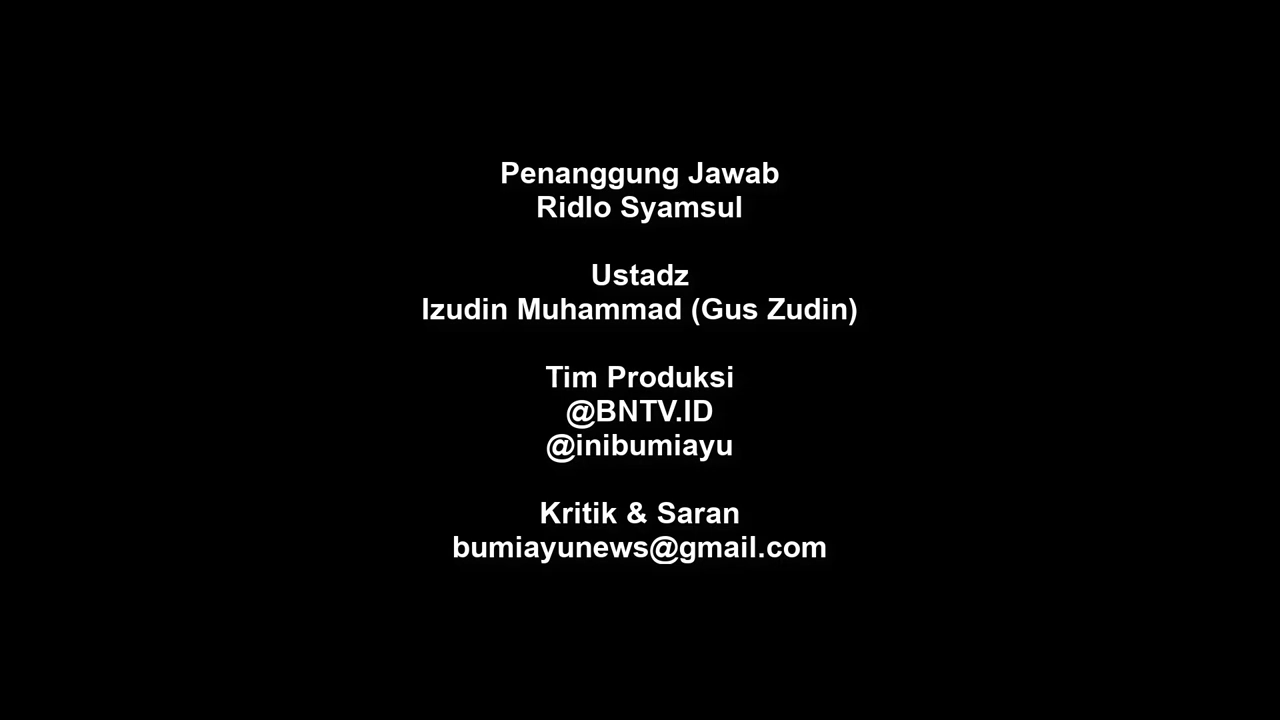 Penanggung Jawab
Ridlo Syamsul
Ustadz
Izudin Muhammad (Gus Zudin)
Tim Produksi
@BNTV.ID
@inibumiayu
Kritik & Saran
bumiayunews@gmail.com